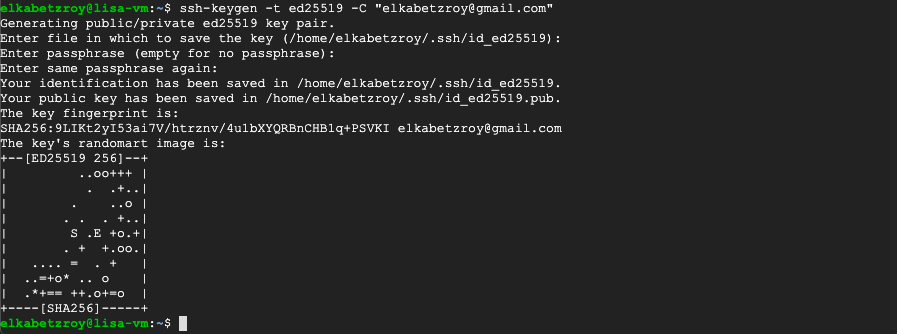 elkabetzroy@lisa-vm:~$ ssh-keygen -t ed25519 -C "elkabetzroy@gmail.com"
Generating public/private ed25519 key pair.
Enter file in which to save the key (/home/elkabetzroy/.ssh/id_ed25519):
Enter passphrase (empty for no passphrase):
Enter same passphrase again:
Your identification has been saved in /home/elkabetzroy/.ssh/id_ed25519.
Your public key has been saved in /home/elkabetzroy/.ssh/id_ed25519.pub.
The key fingerprint is:
SHA256:9LIKt2yI53ai7V/htrznv/4u1bXYQRBnCHB1q+PSVKI elkabetzroy@gmail.com
The key's randomart image is:
+--[ED25519 256]--+
|         ..oo+++ |
|          .  .+..|
|        .    ..o |
|       . .  . +..|
|        S .E +o.+|
|       . +  +.oo.|
|   .... =  . +   |
|  ..=+o* .. o    |
|  .*+== ++.o+=o  |
+----[SHA256]-----+
elkabetzroy@lisa-vm:~$